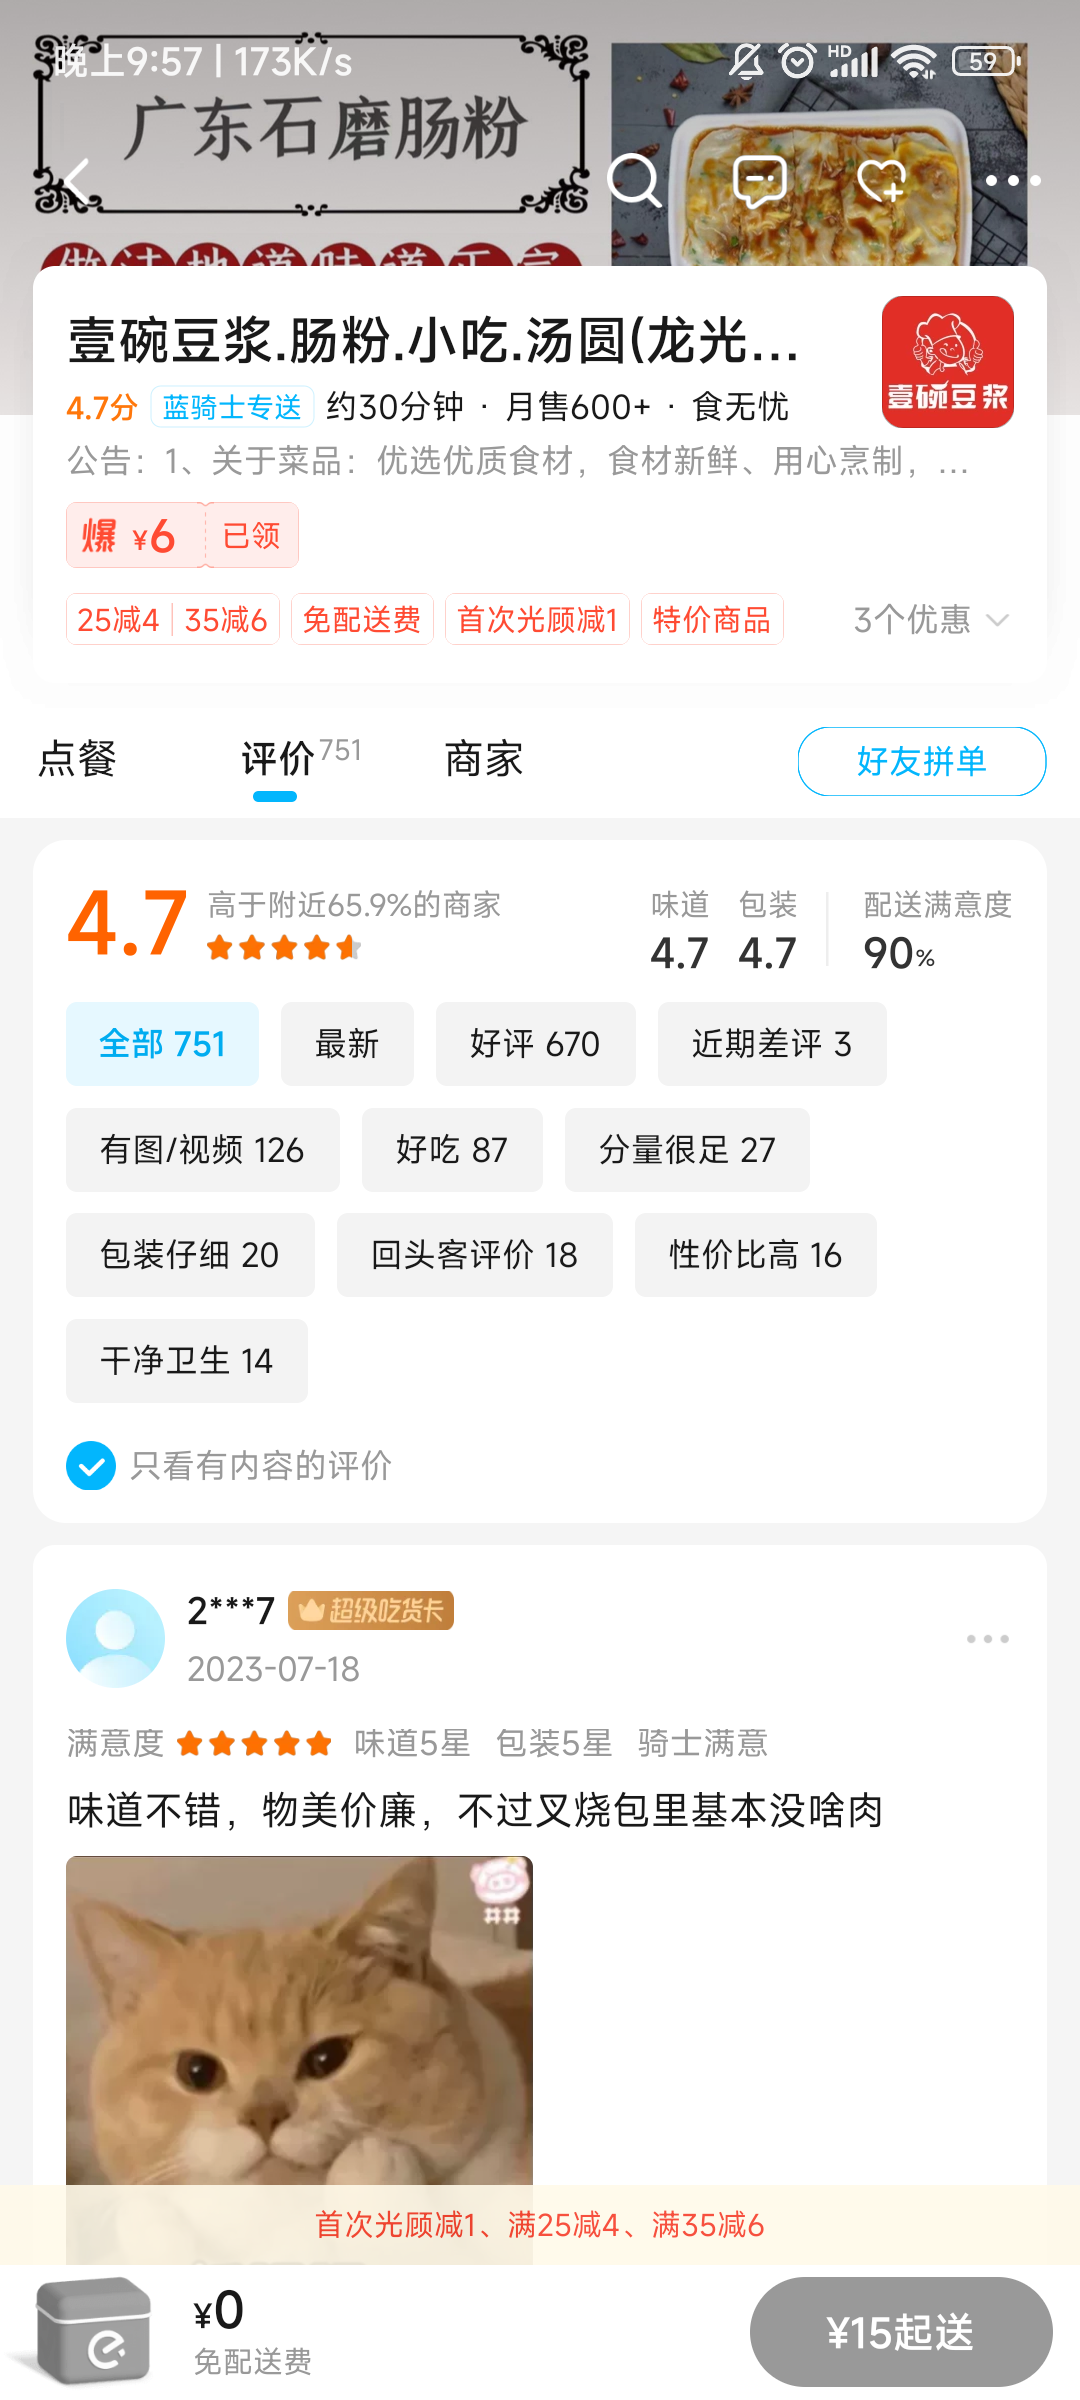 晚上9:57 | 173K/s
HD
59
广东石磨肠粉
做法地道味道正宗
壹碗豆浆.肠粉.小吃.汤圆(龙光...
壹碗豆浆
4.7分 蓝骑士专送 约30分钟 · 月售600+ · 食无忧
公告：1、关于菜品：优选优质食材，食材新鲜、用心烹制，...
爆 ¥6 已领
25减4 35减6 免配送费 首次光顾减1 特价商品 3个优惠
点餐 评价 751 商家 好友拼单
4.7 高于附近65.9%的商家
味道 包装 配送满意度
4.7 4.7 90%
全部 751 最新 好评 670 近期差评 3
有图/视频 126 好吃 87 分量很足 27
包装仔细 20 回头客评价 18 性价比高 16
干净卫生 14
只看有内容的评价
2***7 超级吃货卡
2023-07-18
满意度 味道5星 包装5星 骑士满意
味道不错，物美价廉，不过叉烧包里基本没啥肉
井井
首次光顾减1、满25减4、满35减6
¥0
免配送费
¥15起送